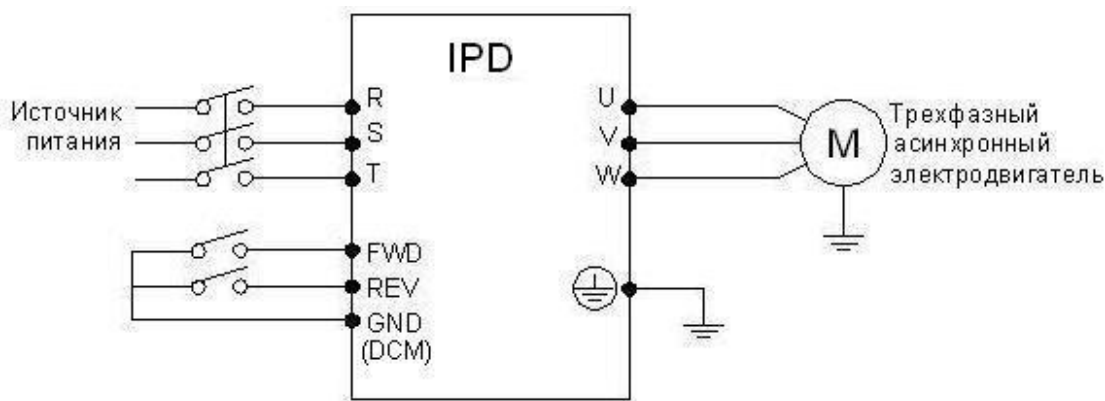 IPD
Источник
питания
R
S
T
FWD
REV
GND
(DCM)
U
V
W
M
Трехфазный
асинхронный
электродвигатель